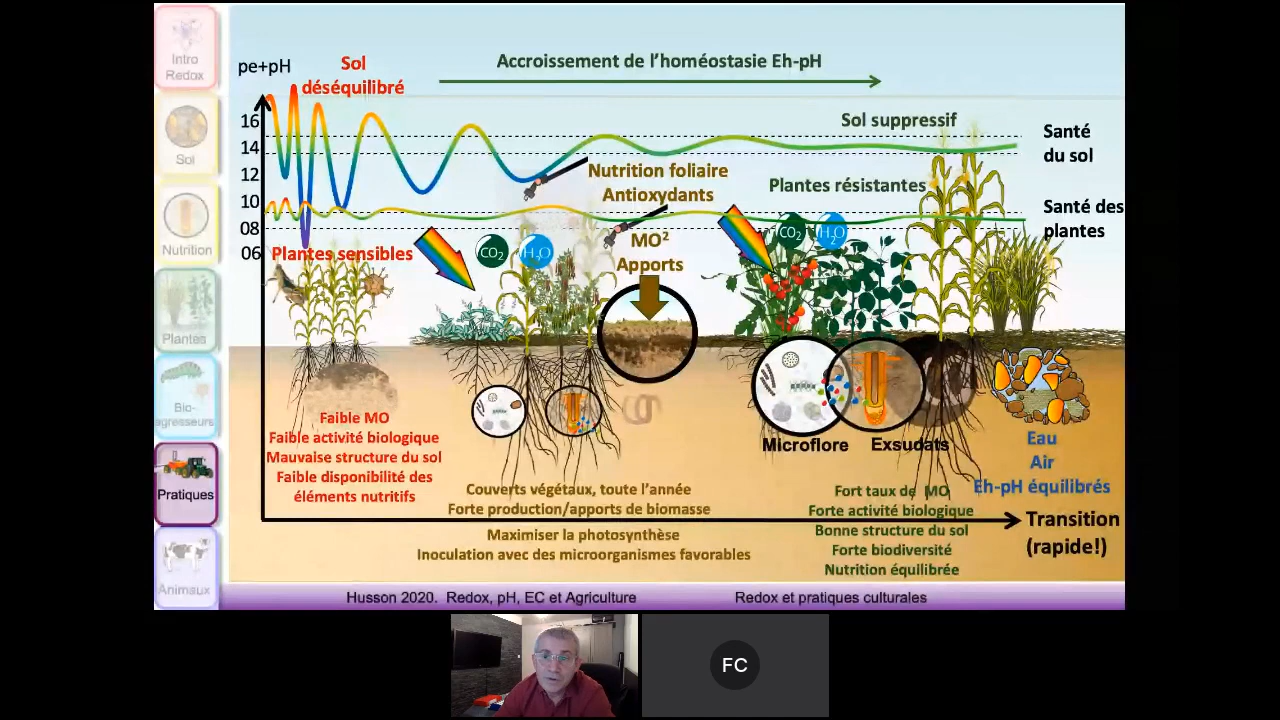 Intro
Redox
Sol
Nutrition
Plantes
Bio-
agresseurs
Pratiques
Animaux
pe+pH
16
14
12
10
08
06
Sol
déséquilibré
Accroissement de l'homéostasie Eh-pH
Sol suppressif
Santé
du sol
Nutrition foliaire
Antioxydants
Plantes résistantes
Santé des
plantes
MO²
Apports
Plantes sensibles
CO2
H2O
CO2
H2O
Faible MO
Faible activité biologique
Mauvaise structure du sol
Faible disponibilité des
éléments nutritifs
Couverts végétaux, toute l'année
Forte production/apports de biomasse
Maximiser la photosynthèse
Inoculation avec des microorganismes favorables
Microflore
Exsudats
Fort taux de MO
Forte activité biologique
Bonne structure du sol
Forte biodiversité
Nutrition équilibrée
Eau
Air
Eh-pH équilibrés
Transition
(rapide!)
Husson 2020. Redox, pH, EC et Agriculture
Redox et pratiques culturales
FC